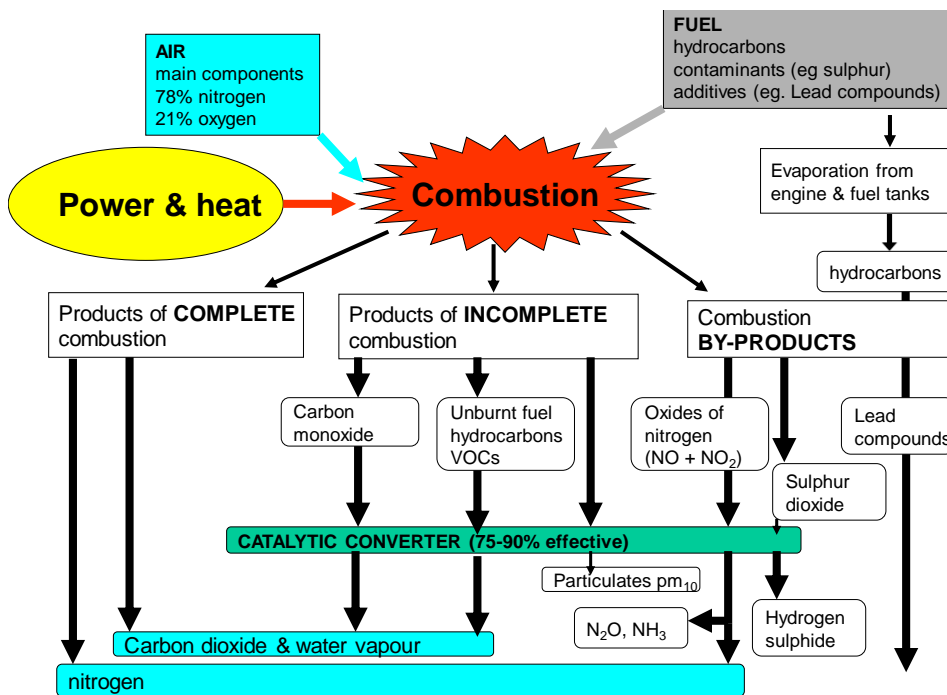 AIR
main components
78% nitrogen
21% oxygen
FUEL
hydrocarbons
contaminants (eg sulphur)
additives (eg. Lead compounds)
Power & heat
Combustion
Evaporation from
engine & fuel tanks
hydrocarbons
Products of COMPLETE
combustion
Products of INCOMPLETE
combustion
Combustion
BY-PRODUCTS
Carbon
monoxide
Unburnt fuel
hydrocarbons
VOCs
Oxides of
nitrogen
(NO + NO₂)
Lead
compounds
Sulphur
dioxide
CATALYTIC CONVERTER (75-90% effective)
Particulates pm₁₀
N₂O, NH₃
Hydrogen
sulphide
Carbon dioxide & water vapour
nitrogen